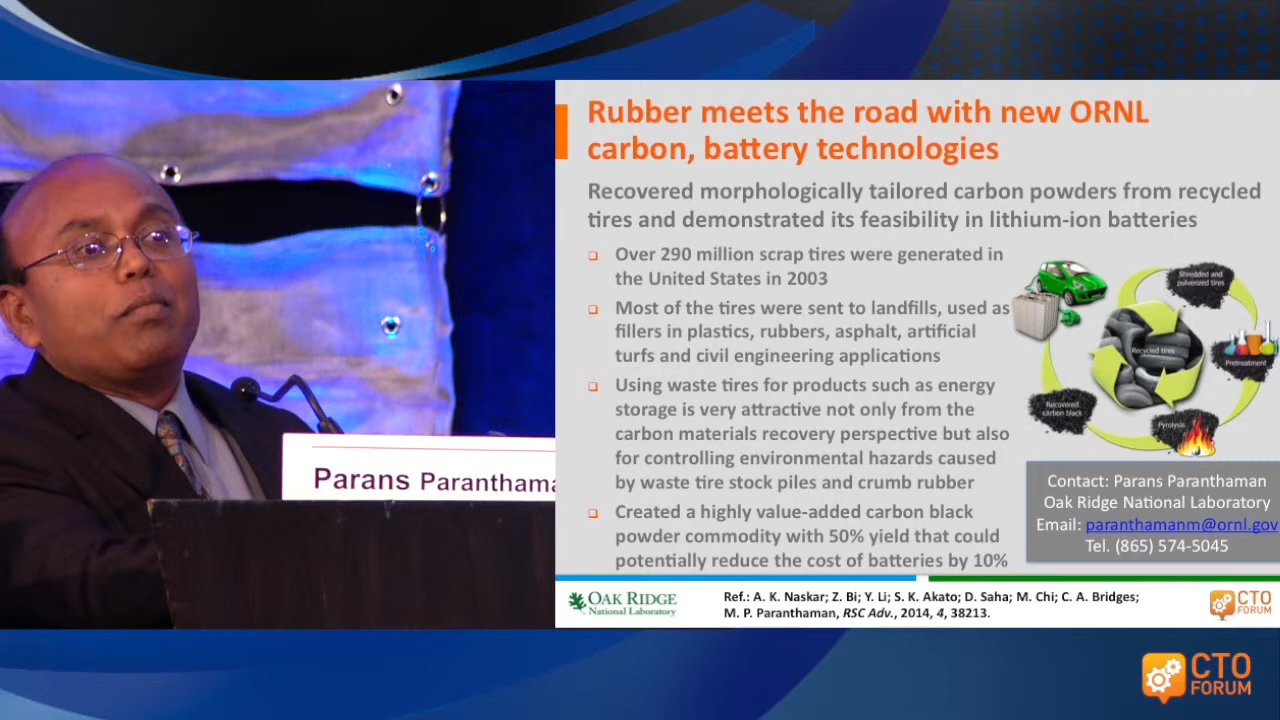 Rubber meets the road with new ORNL
carbon, battery technologies
Recovered morphologically tailored carbon powders from recycled
tires and demonstrated its feasibility in lithium-ion batteries
Over 290 million scrap tires were generated in
the United States in 2003
Most of the tires were sent to landfills, used as
fillers in plastics, rubbers, asphalt, artificial
turfs and civil engineering applications
Using waste tires for products such as energy
storage is very attractive not only from the
carbon materials recovery perspective but also
for controlling environmental hazards caused
by waste tire stock piles and crumb rubber
Created a highly value-added carbon black
powder commodity with 50% yield that could
potentially reduce the cost of batteries by 10%
Shredded and
pulverized tires
Recycled tires
Pretreatment
Pyrolysis
Recovered
carbon black
Contact: Parans Paranthaman
Oak Ridge National Laboratory
Email: paranthamanm@ornl.gov
Tel. (865) 574-5045
Parans Paranthama
OAK RIDGE
National Laboratory
Ref.: A. K. Naskar; Z. Bi; Y. Li; S. K. Akato; D. Saha; M. Chi; C. A. Bridges;
M. P. Paranthaman, RSC Adv., 2014, 4, 38213.
CTO
FORUM
CTO
FORUM